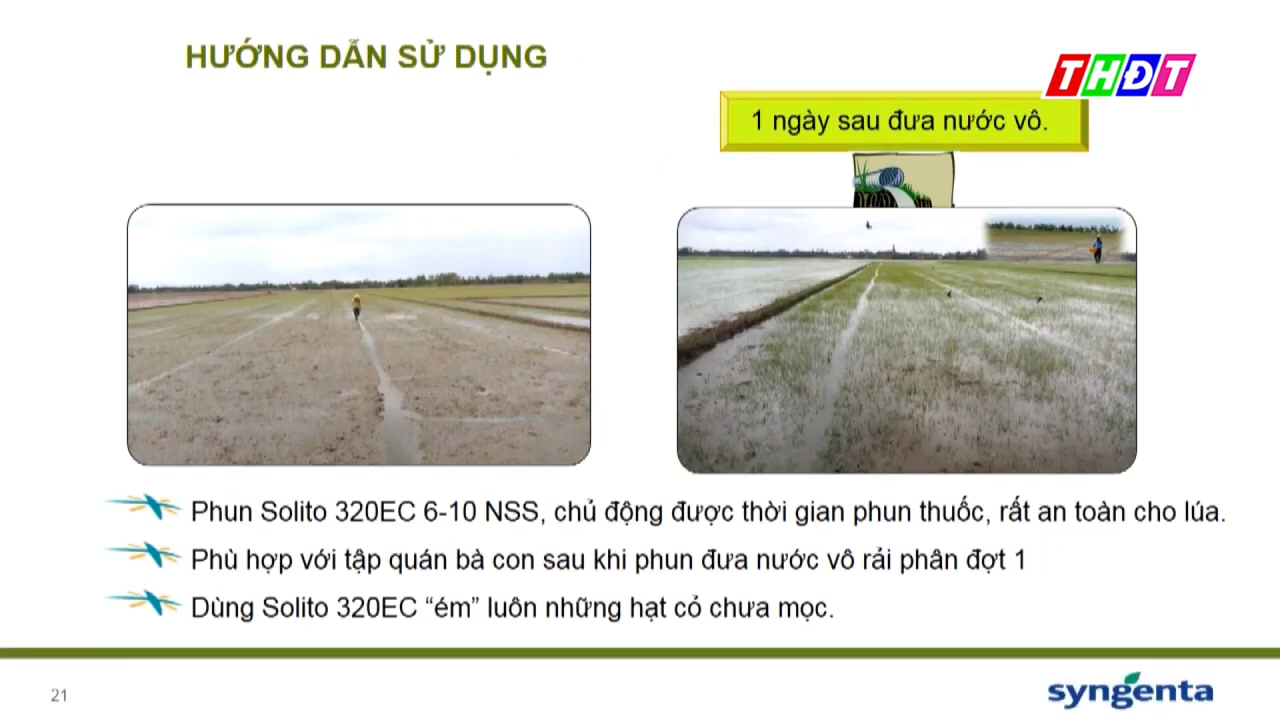 HƯỚNG DẪN SỬ DỤNG
THĐT
1 ngày sau đưa nước vô.
Phun Solito 320EC 6-10 NSS, chủ động được thời gian phun thuốc, rất an toàn cho lúa.
Phù hợp với tập quán bà con sau khi phun đưa nước vô rải phân đợt 1
Dùng Solito 320EC “ém” luôn những hạt cỏ chưa mọc.
21
syngenta